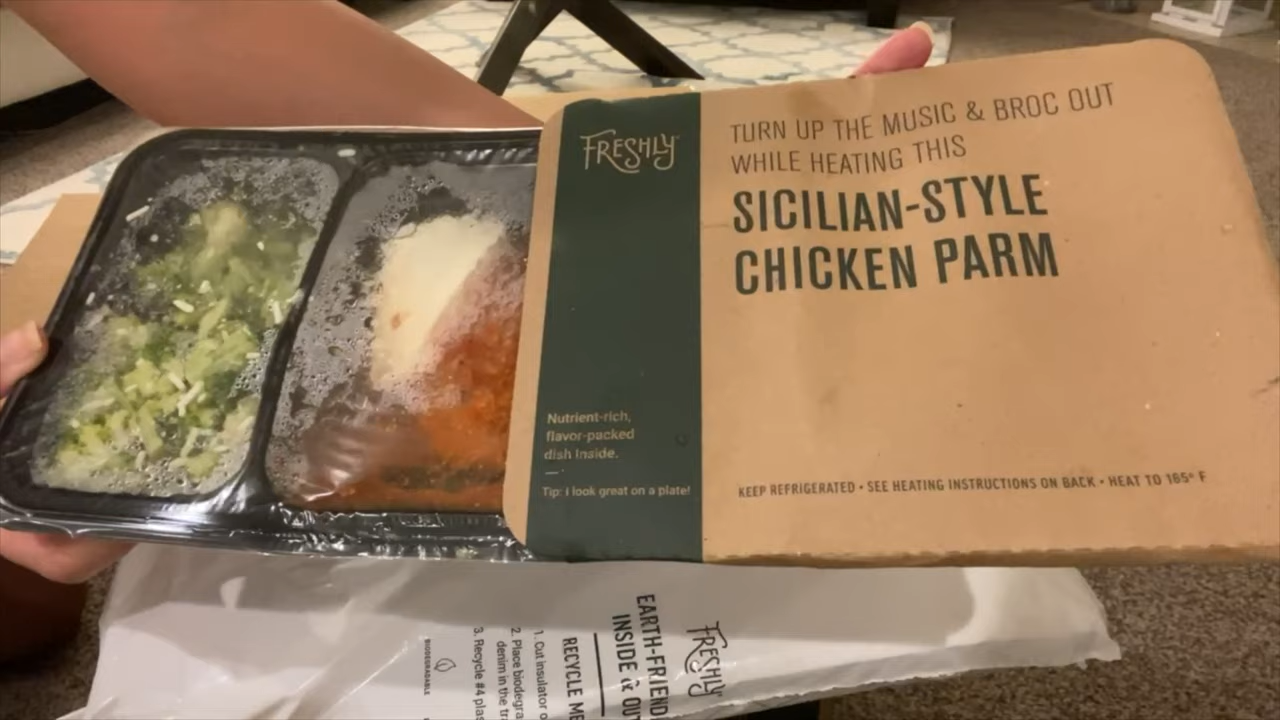 FRESHLY
TURN UP THE MUSIC & BROC OUT
WHILE HEATING THIS
SICILIAN-STYLE
CHICKEN PARM
Nutrient-rich,
flavor-packed
dish inside.
Tip: I look great on a plate!
KEEP REFRIGERATED • SEE HEATING INSTRUCTIONS ON BACK • HEAT TO 165° F
FRESHLY
EARTH-FRIEND
INSIDE & OU
RECYCLE ME
1. Cut insulator o
2. Place biodegra
denim in the tr
3. Recycle #4 plas
BIODEGRADABLE